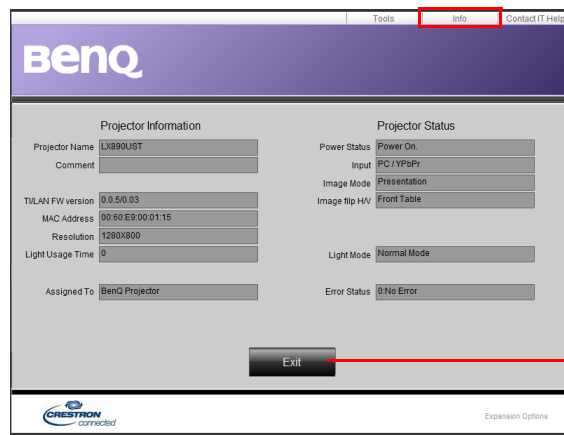 Tools Info Contact IT Help
BenQ
Projector Information
Projector Name LX890UST
Comment
TI/LAN FW version 0.0.5/0.03
MAC Address 00:60:E9:00:01:15
Resolution 1280X800
Light Usage Time 0
Assigned To BenQ Projector
Projector Status
Power Status Power On.
Input PC / YPbPr
Image Mode Presentation
Image filp H/V Front Table
Light Mode Normal Mode
Error Status 0:No Error
Exit
CRESTRON
connected
Expansion Options